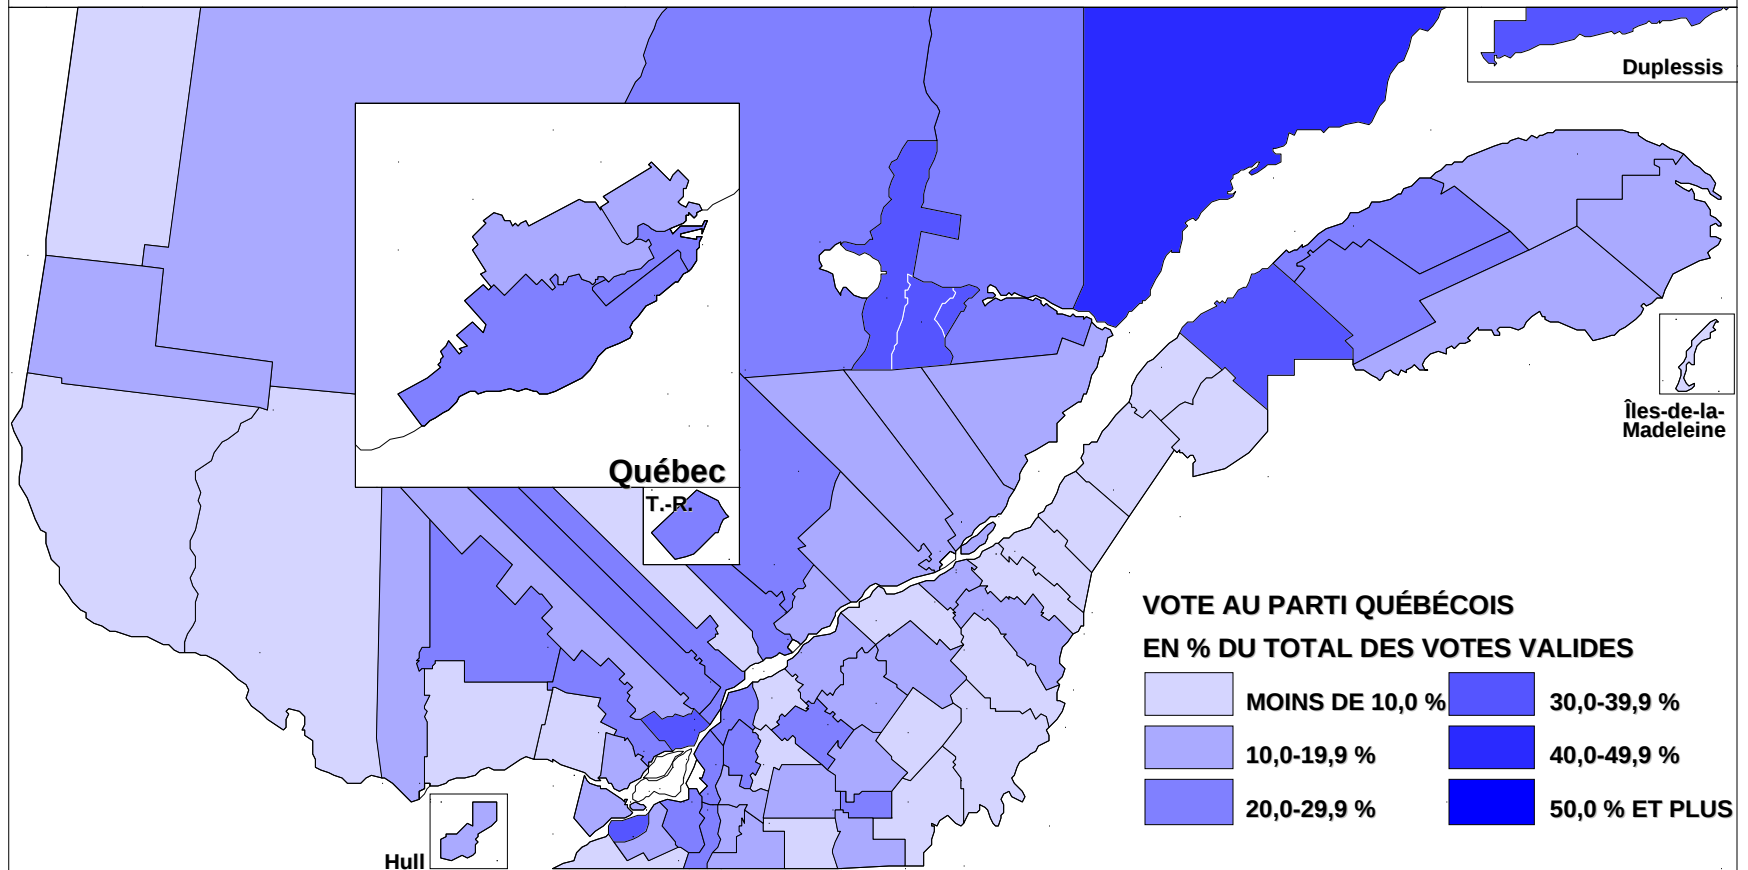 Duplessis
Îles-de-la-
Madeleine
Québec
T.-R.
VOTE AU PARTI QUÉBÉCOIS
EN % DU TOTAL DES VOTES VALIDES
MOINS DE 10,0 %
30,0-39,9 %
10,0-19,9 %
40,0-49,9 %
20,0-29,9 %
50,0 % ET PLUS
Hull